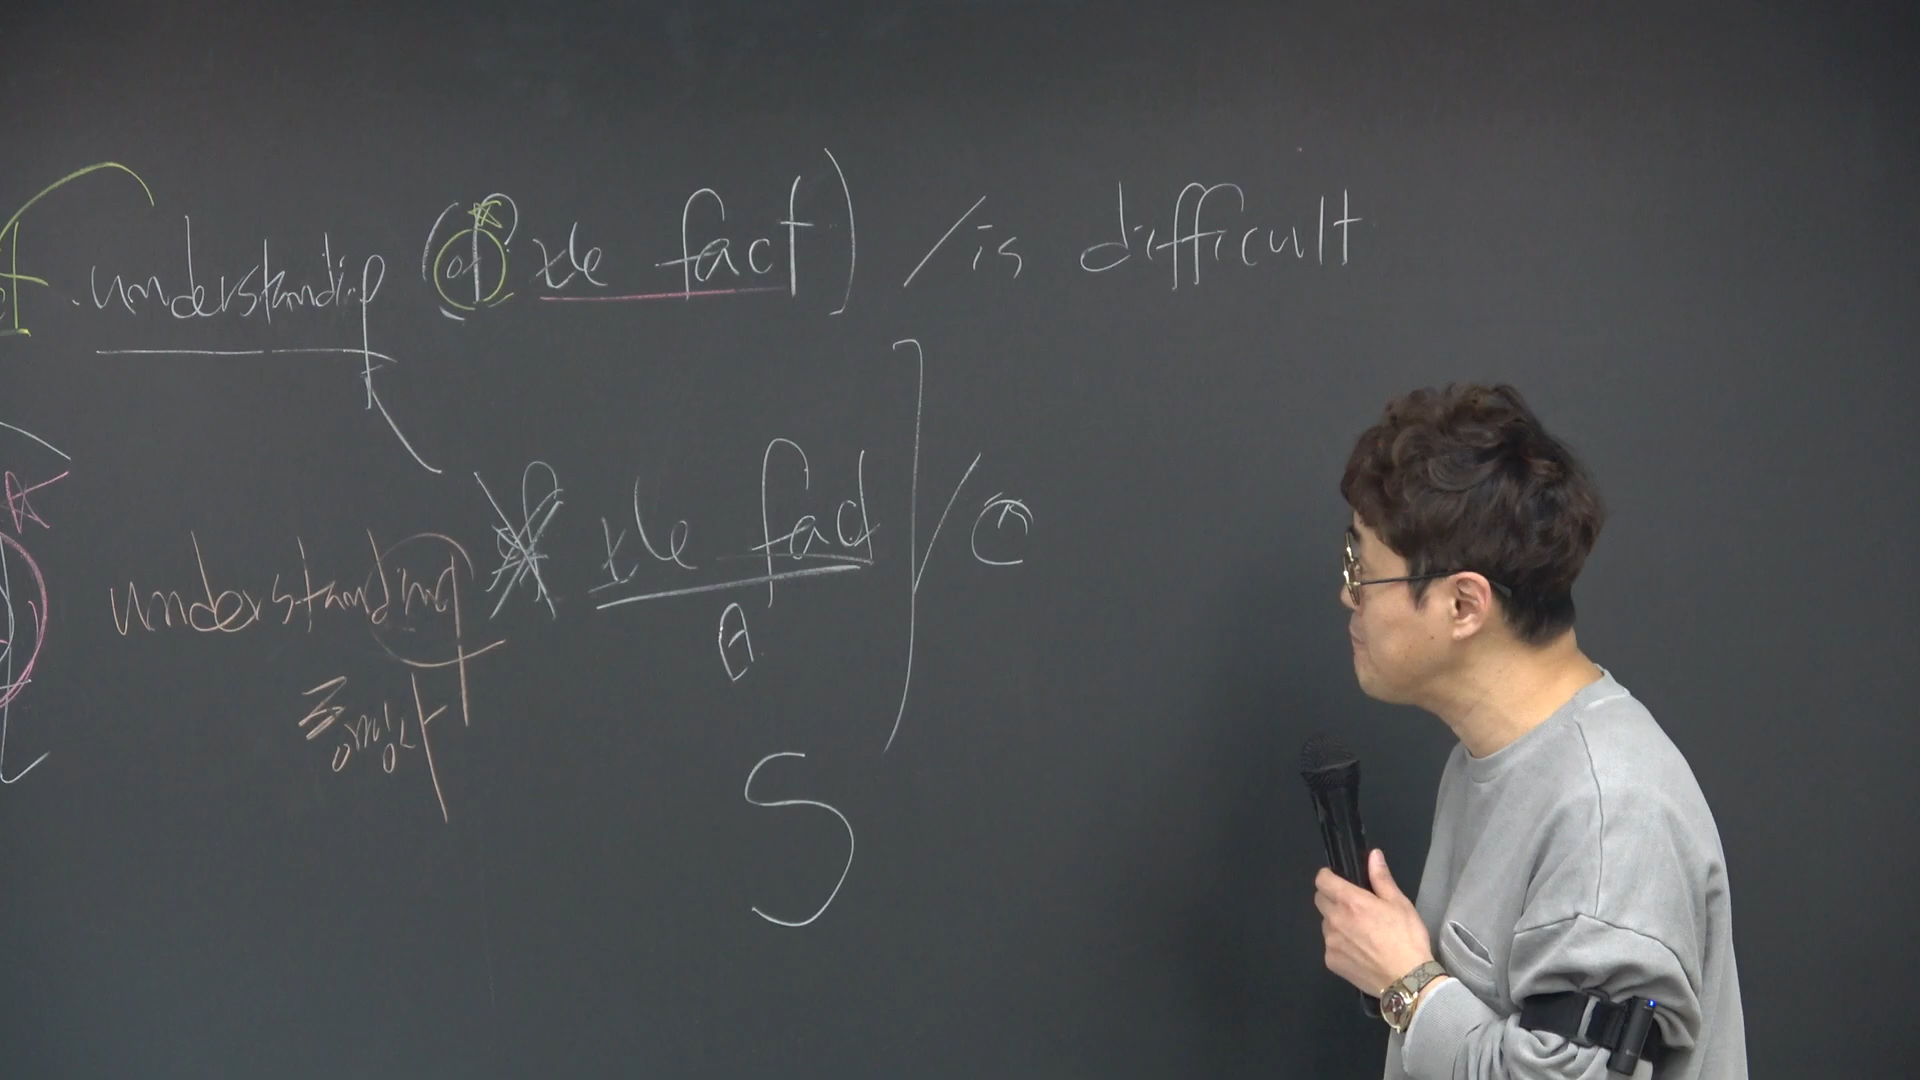 understanding (of the fact) / is difficult
understanding of the fact ] /
동명사
S